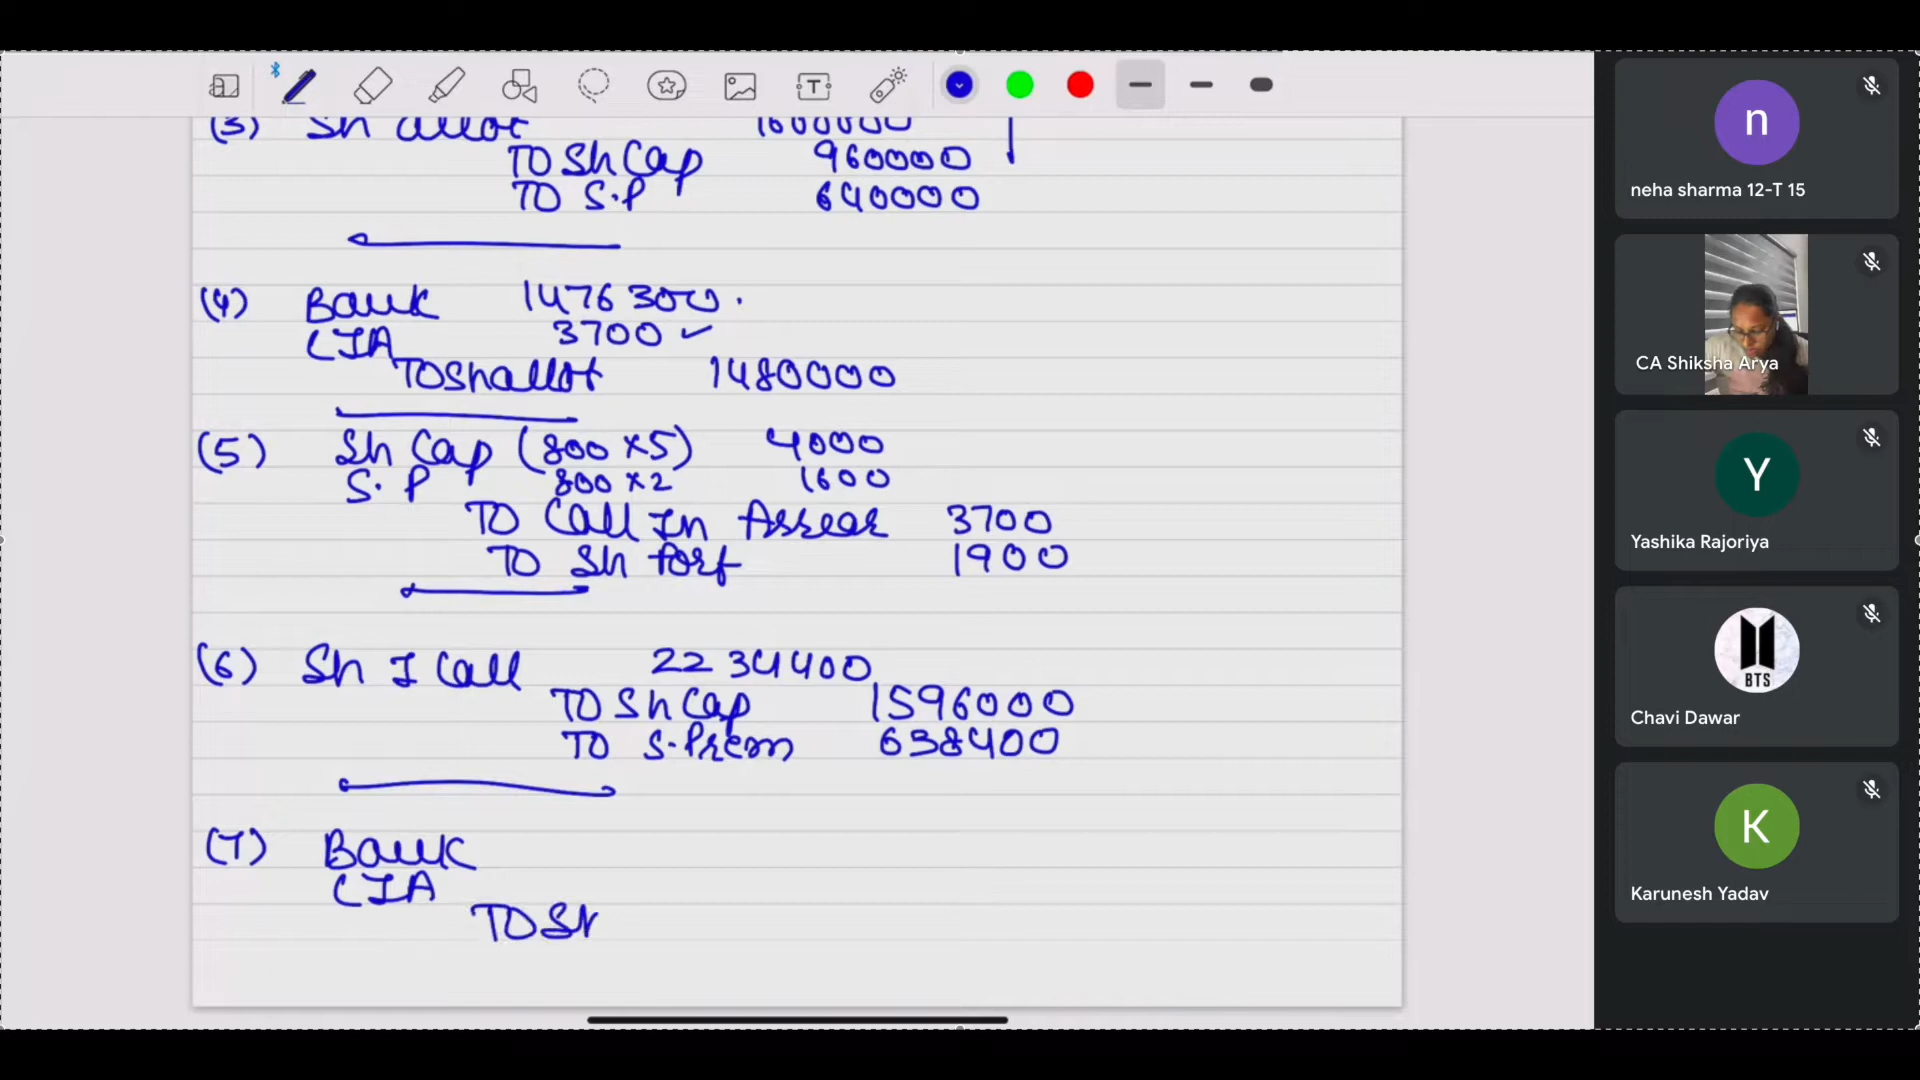 (3) Sh allot 1600000
TO Sh Cap 960000
TO S.P 640000
(4) Bank 1476300.
CIA 3700
TO Sh allot 1480000
(5) Sh Cap (800 x 5) 4000
S. P 800 x 2 1600
TO Call In Arrear 3700
TO Sh forf 1900
(6) Sh I Call 2234400
TO Sh Cap 1596000
TO S. Prem 638400
(7) Bank
CIA
TO Sh
n
neha sharma 12-T 15
CA Shiksha Arya
Y
Yashika Rajoriya
BTS
Chavi Dawar
K
Karunesh Yadav